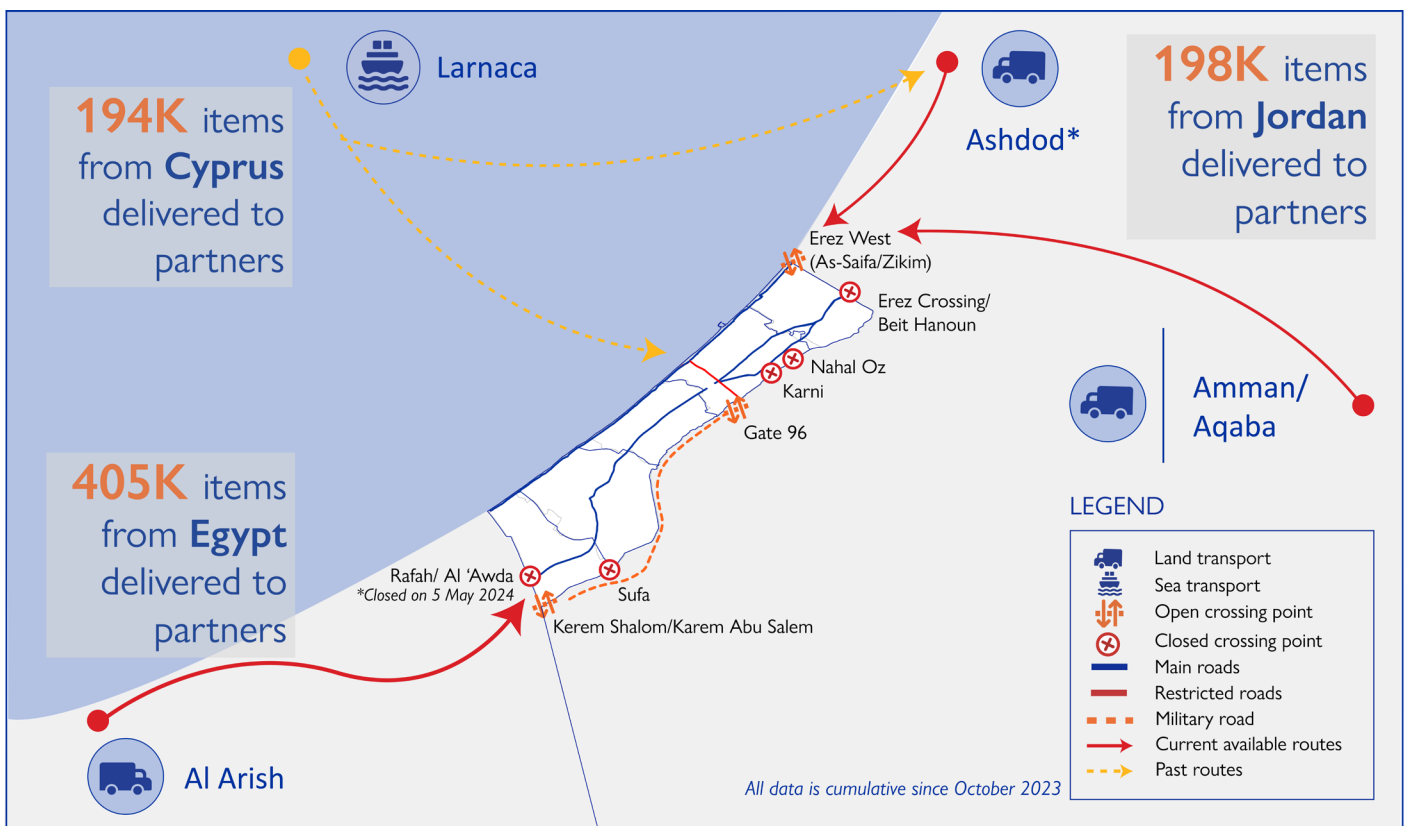 Larnaca
194K items
from Cyprus
delivered to
partners
Ashdod*
198K items
from Jordan
delivered to
partners
Erez West
(As-Saifa/Zikim)
Erez Crossing/
Beit Hanoun
Nahal Oz
Karni
Gate 96
Amman/
Aqaba
405K items
from Egypt
delivered to
partners
Rafah/ Al ‘Awda
*Closed on 5 May 2024
Sufa
Kerem Shalom/Karem Abu Salem
Al Arish
LEGEND
Land transport
Sea transport
Open crossing point
Closed crossing point
Main roads
Restricted roads
Military road
Current available routes
Past routes
All data is cumulative since October 2023